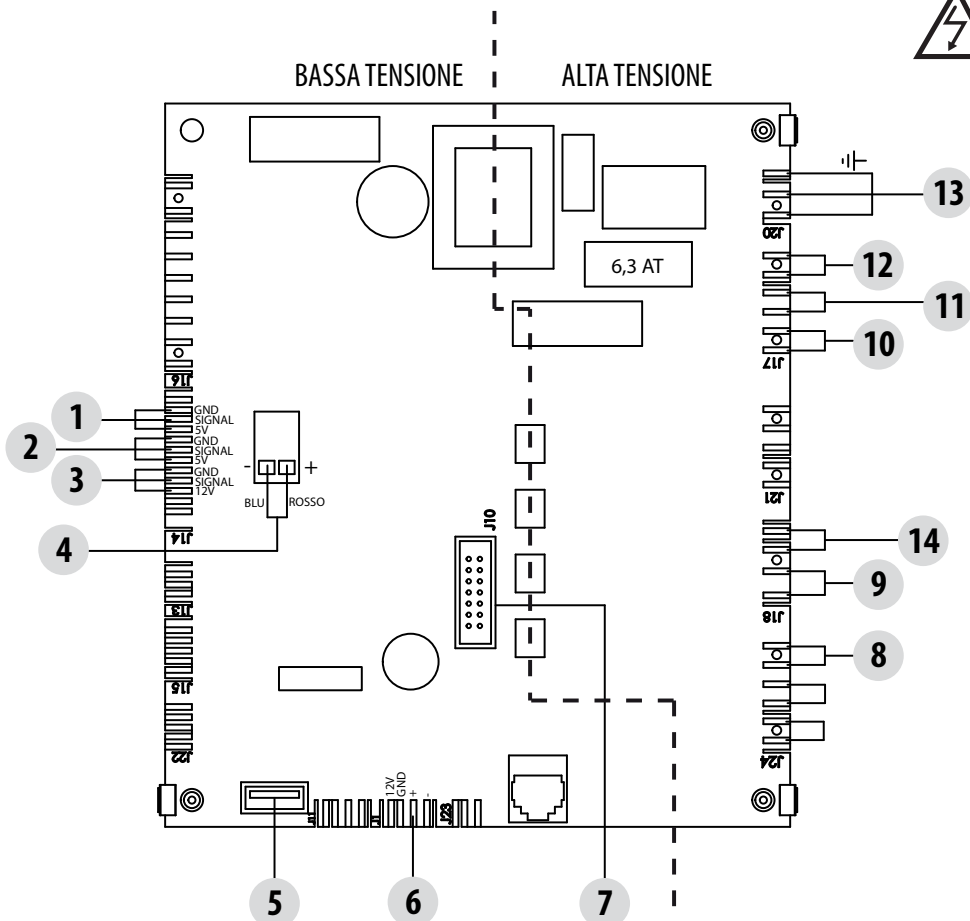 BASSA TENSIONE
ALTA TENSIONE
13
J20
6,3 AT
12
11
10
J17
J16
1
GND
SIGNAL
5V
2
GND
SIGNAL
5V
3
GND
SIGNAL
12V
- +
BLU
ROSSO
J21
J10
4
J14
14
9
J13
J18
8
J15
J22
J24
12V
GND
+
-
J11
J1
J23
5
6
7